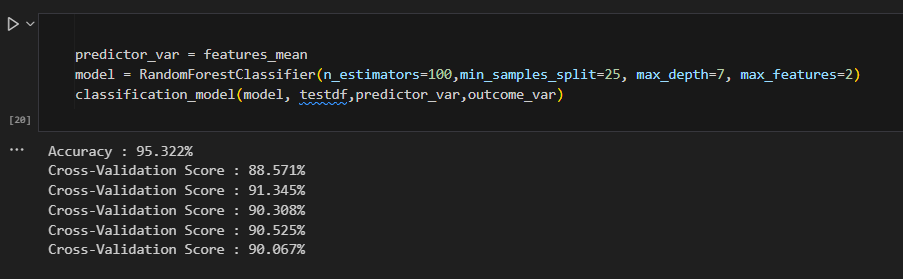 predictor_var = features_mean
model = RandomForestClassifier(n_estimators=100,min_samples_split=25, max_depth=7, max_features=2)
classification_model(model, testdf,predictor_var,outcome_var)
[20]
Accuracy : 95.322%
Cross-Validation Score : 88.571%
Cross-Validation Score : 91.345%
Cross-Validation Score : 90.308%
Cross-Validation Score : 90.525%
Cross-Validation Score : 90.067%